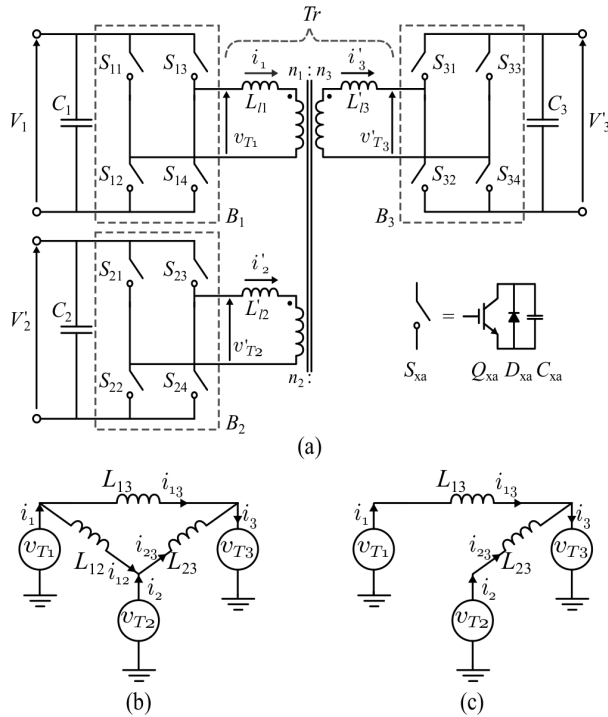 Tr
S11 S13 i1 n1: n3 i'3 S31 S33
V1 C1 Ll1 L'l3 C3 V'3
vT1 v'T3
S12 S14 S32 S34
B1 B3
S21 S23 i'2
V'2 C2 L'l2
v'T2 =
S22 S24 n2: Sxa Qxa Dxa Cxa
B2
(a)
L13 i13 L13 i13
i1 i3 i1 i3
vT1 L12 i12 i23 L23 vT3 vT1 i23 L23 vT3
i2 i2
vT2 vT2
(b) (c)